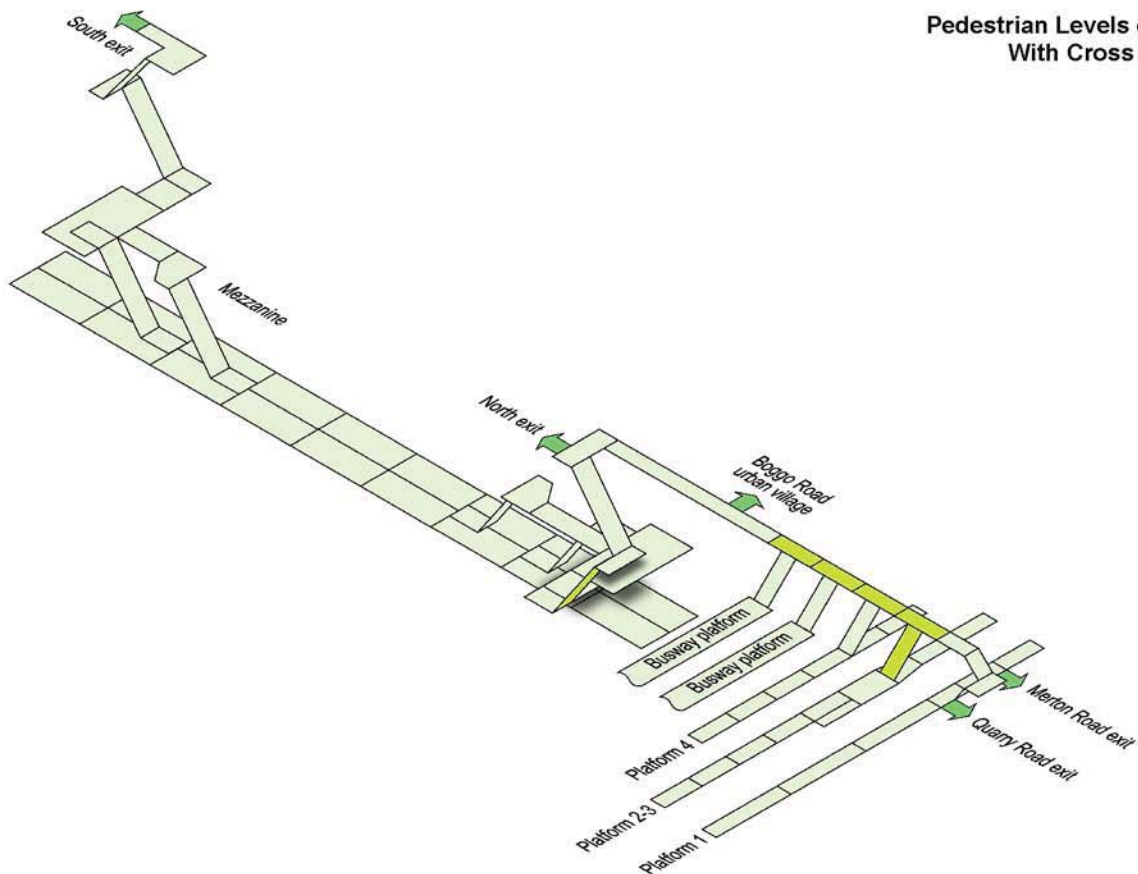 Pedestrian Levels
With Cross
South exit
Mezzanine
North exit
Boggo Road
urban village
Busway platform
Busway platform
Platform 4
Platform 2-3
Platform 1
Merton Road exit
Quarry Road exit